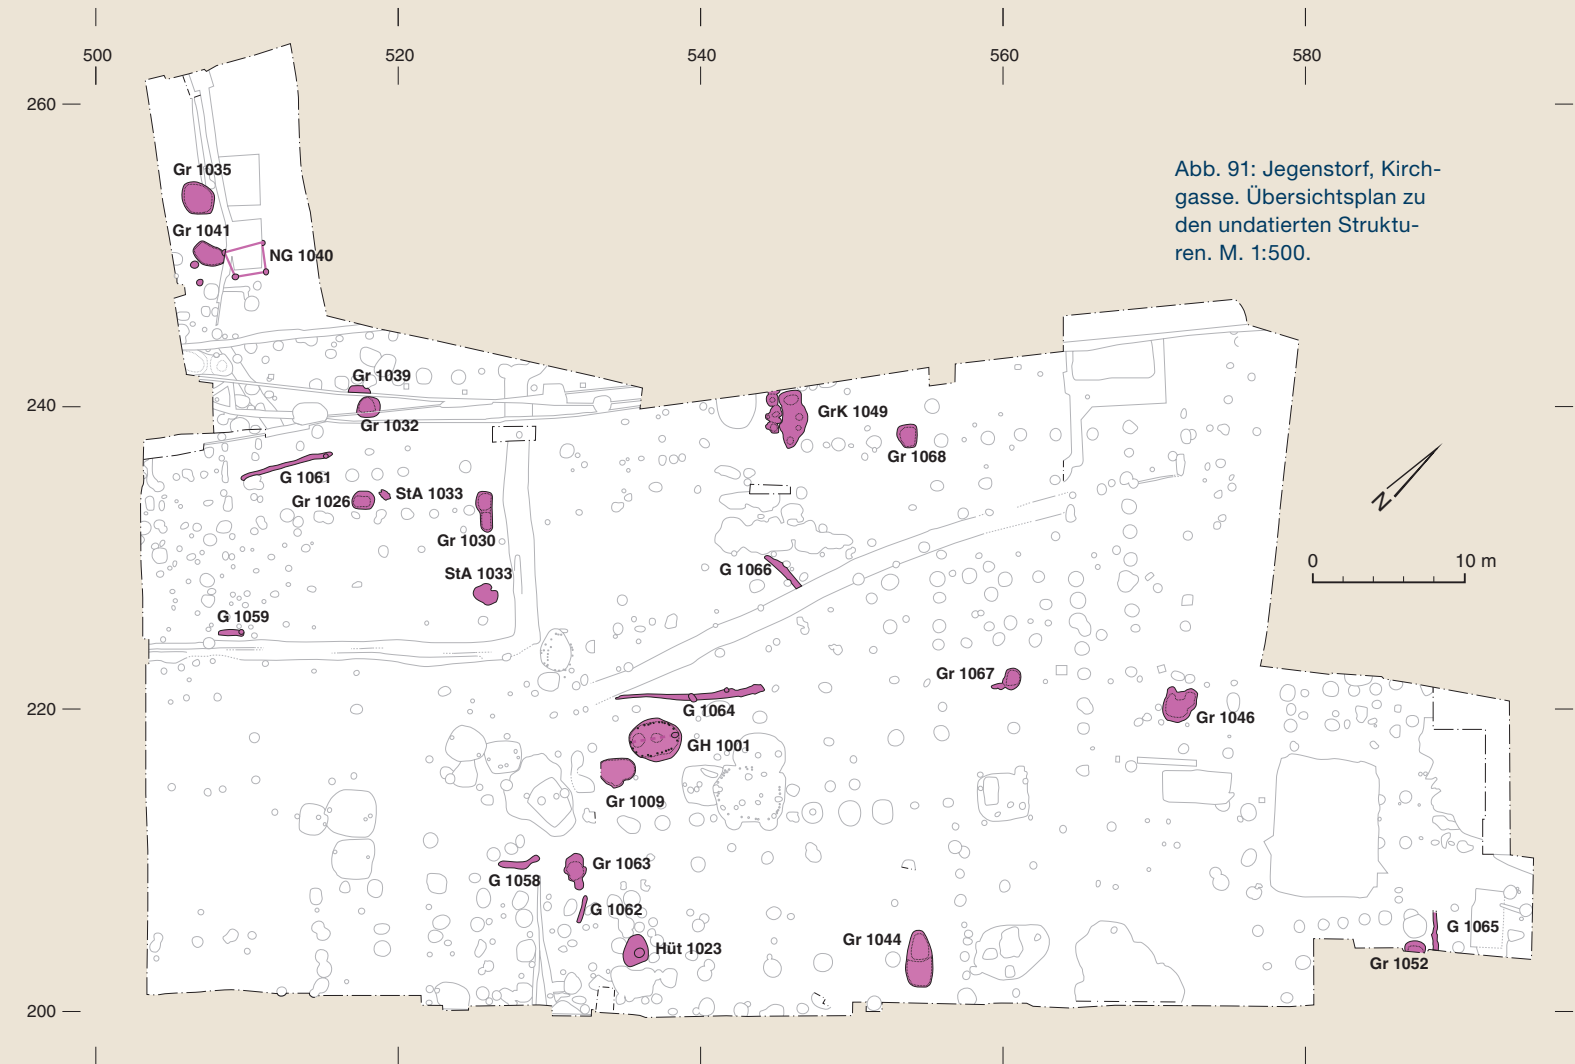 500
520
540
560
580
260
240
220
200
Abb. 91: Jegenstorf, Kirch-
gasse. Übersichtsplan zu
den undatierten Struktu-
ren. M. 1:500.
Gr 1035
Gr 1041
NG 1040
Gr 1039
Gr 1032
G 1061
Gr 1026
StA 1033
Gr 1030
StA 1033
G 1059
GrK 1049
Gr 1068
G 1066
N
0
10 m
Gr 1067
Gr 1046
G 1064
GH 1001
Gr 1009
G 1058
Gr 1063
G 1062
Hüt 1023
Gr 1044
G 1065
Gr 1052